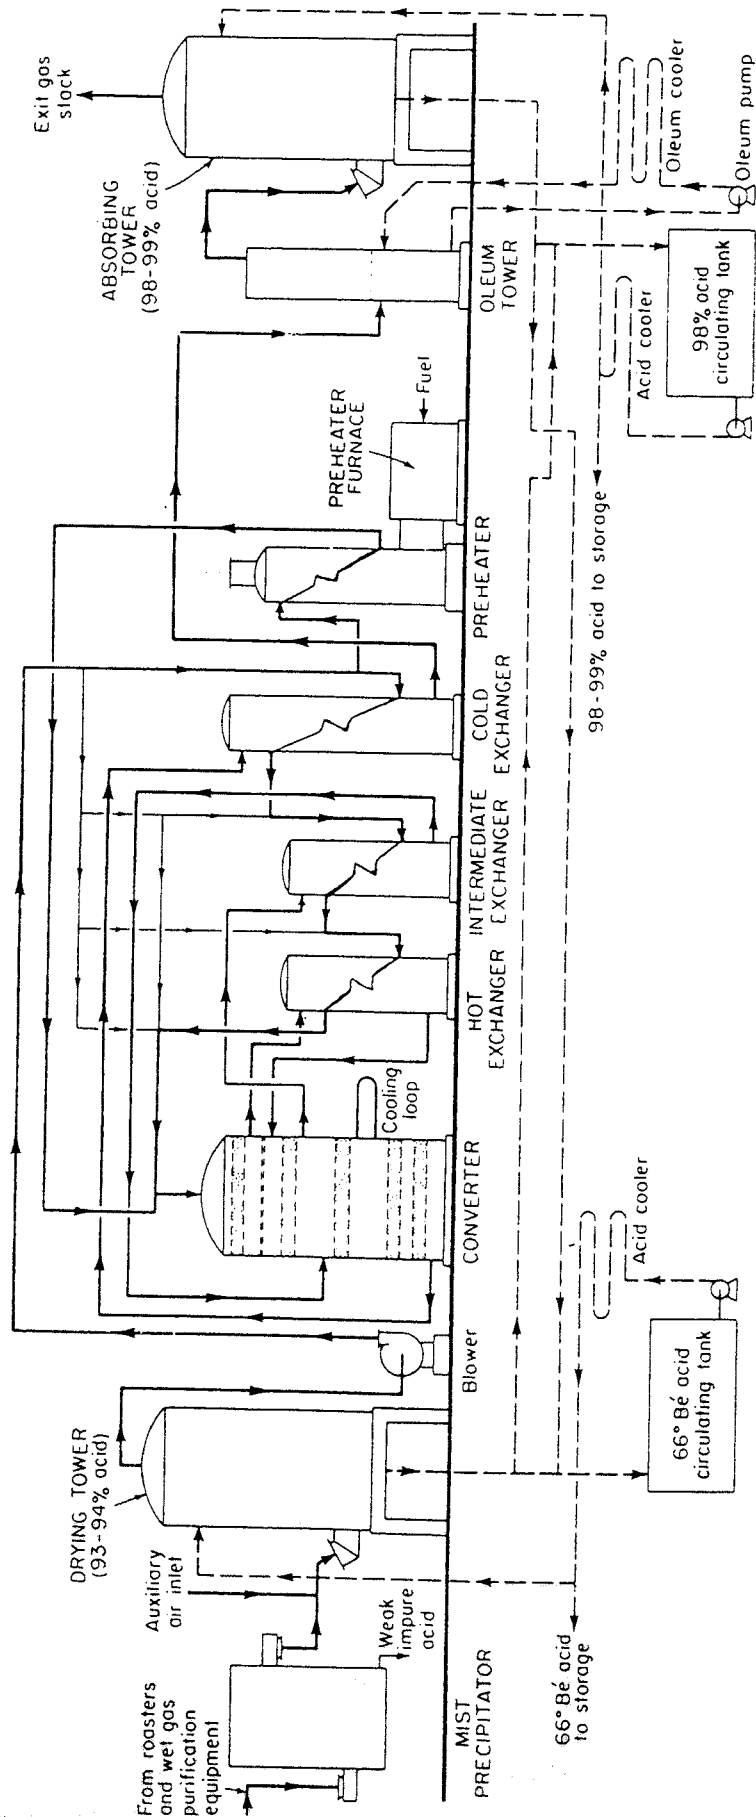 From roasters
and wet gas
purification
equipment
MIST
PRECIPITATOR
Weak
impure
acid
Auxiliary
air inlet
DRYING TOWER
(93-94% acid)
66° Bé acid
to storage
Blower
66° Bé acid
circulating tank
Acid cooler
CONVERTER
Cooling
loop
HOT
EXCHANGER
INTERMEDIATE
EXCHANGER
COLD
EXCHANGER
PREHEATER
PREHEATER
FURNACE
Fuel
98-99% acid to storage
OLEUM
TOWER
ABSORBING
TOWER
(98-99% acid)
Exit gas
stack
Acid cooler
98% acid
circulating tank
Oleum cooler
Oleum pump